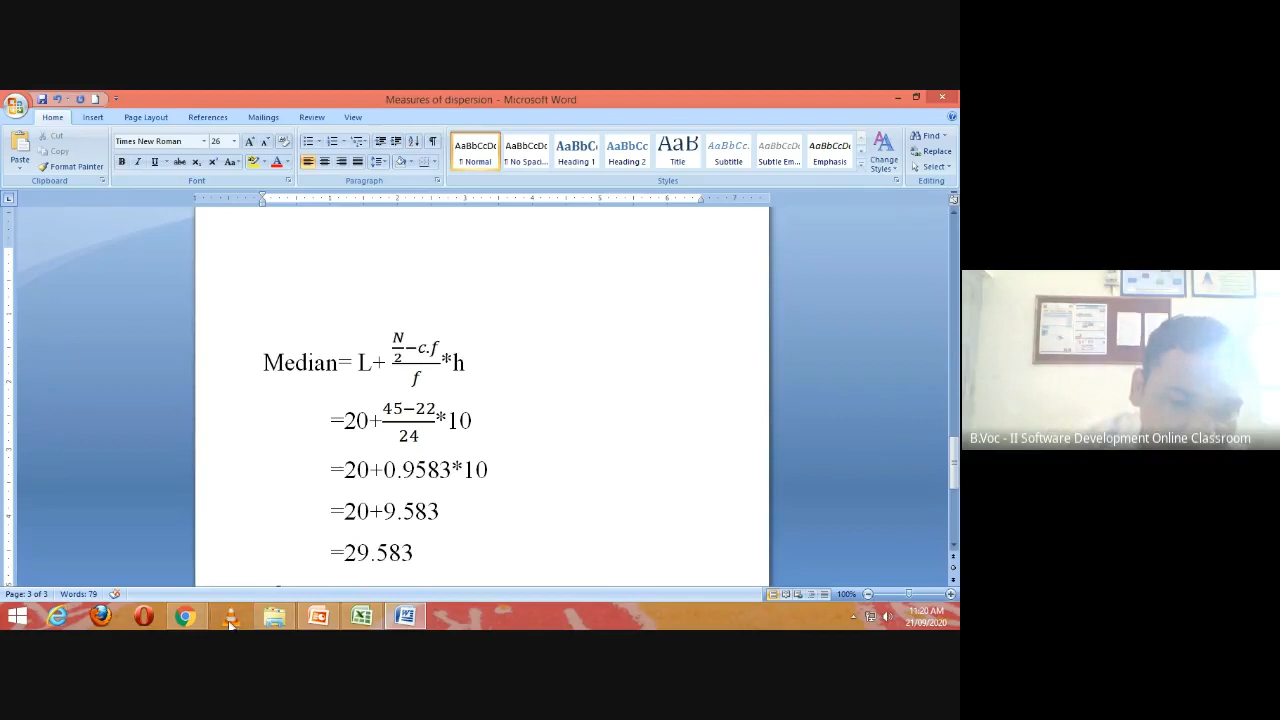 Measures of dispersion - Microsoft Word
Home Insert Page Layout References Mailings Review View
Paste
Cut
Copy
Format Painter
Clipboard
Times New Roman 26
Font
Paragraph
AaBbCcDc AaBbCcDc AaBbC AaBbCc AaB AaBbCc. AaBbCcDc AaBbCcDc
¶ Normal ¶ No Spaci... Heading 1 Heading 2 Title Subtitle Subtle Em... Emphasis
Change Styles
Styles
Find
Replace
Select
Editing
Median= L+ \frac{\frac{N}{2}−c.f}{f}*h
=20+\frac{45−22}{24}*10
=20+0.9583*10
=20+9.583
=29.583
Page: 3 of 3 Words: 79 100%
11:20 AM
21/09/2020
B.Voc - II Software Development Online Classroom